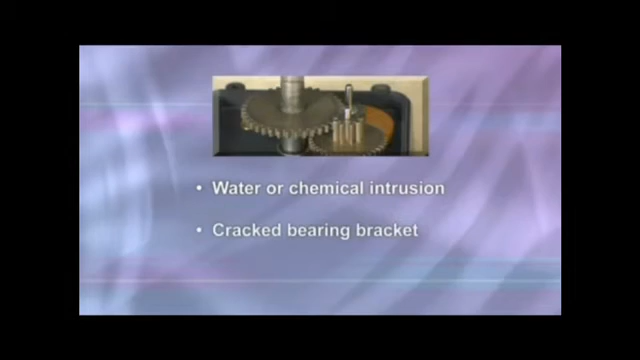 • Water or chemical intrusion
• Cracked bearing bracket